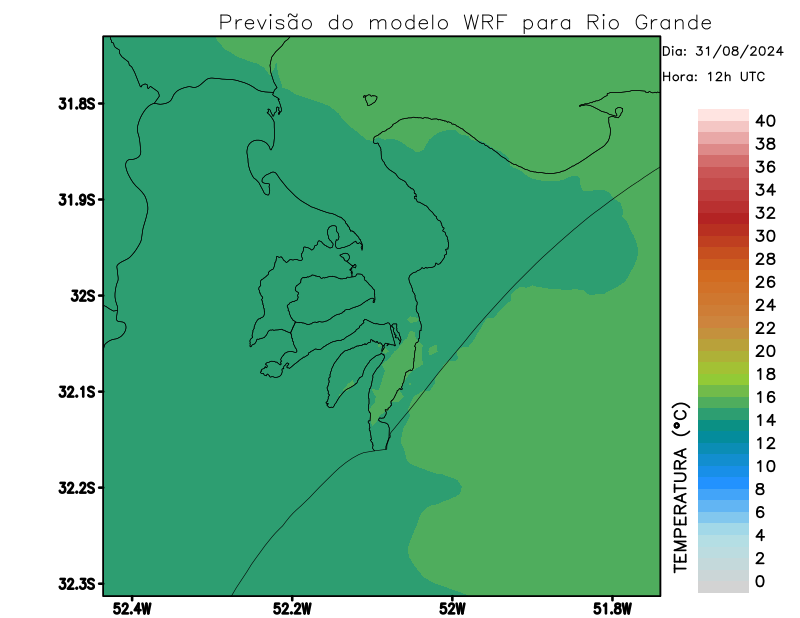 Previsão do modelo WRF para Rio Grande
Dia: 31/08/2024
Hora: 12h UTC
31.8S
31.9S
32S
32.1S
32.2S
32.3S
52.4W
52.2W
52W
51.8W
TEMPERATURA (°C)
40
38
36
34
32
30
28
26
24
22
20
18
16
14
12
10
8
6
4
2
0